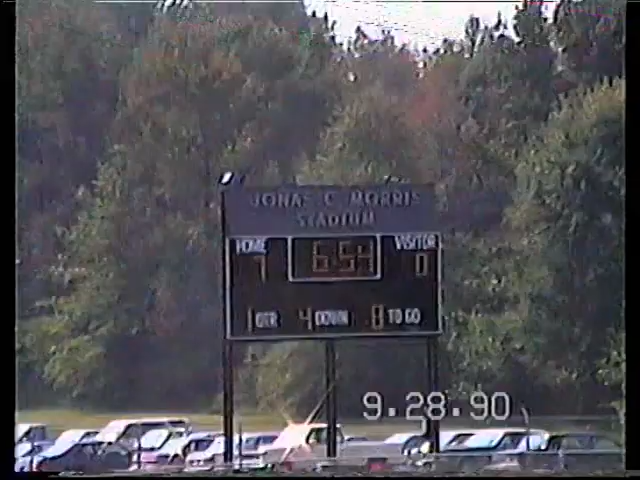 JONAS C MORRIS
STADIUM
HOME 6:54 VISITOR
7 0
1 QTR 4 DOWN 8 TO GO
9.28.90